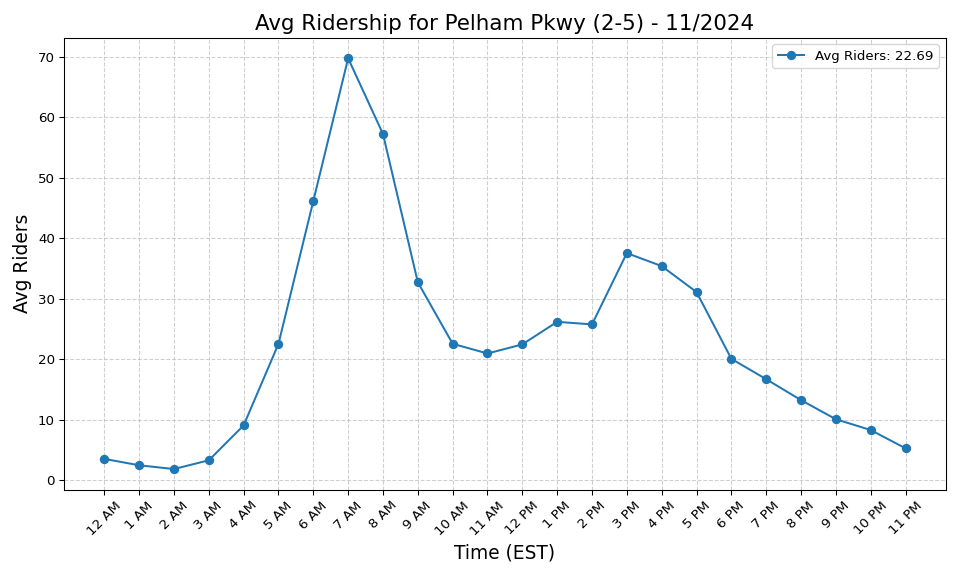 Avg Ridership for Pelham Pkwy (2-5) - 11/2024
Avg Riders: 22.69
Avg Riders
70
60
50
40
30
20
10
0
12 AM
1 AM
2 AM
3 AM
4 AM
5 AM
6 AM
7 AM
8 AM
9 AM
10 AM
11 AM
12 PM
1 PM
2 PM
3 PM
4 PM
5 PM
6 PM
7 PM
8 PM
9 PM
10 PM
11 PM
Time (EST)